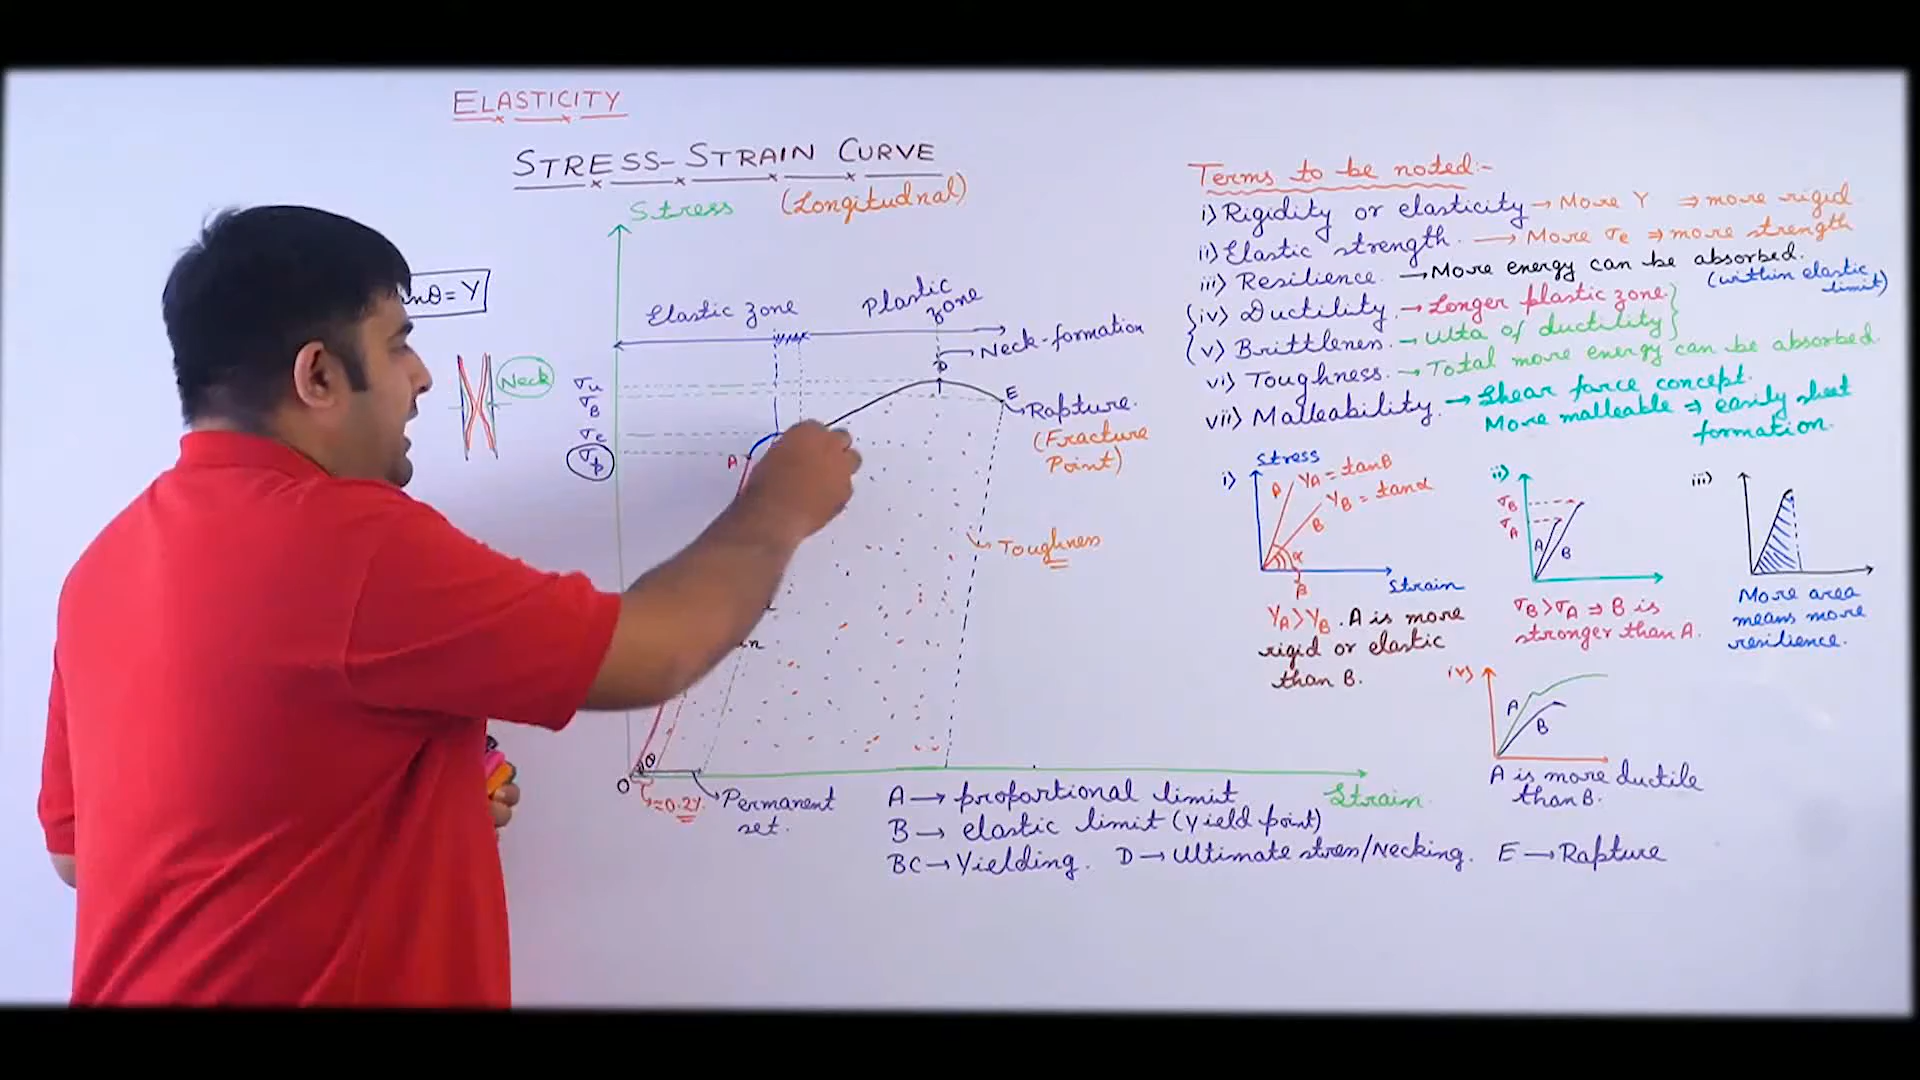 ELASTICITY
STRESS-STRAIN CURVE
(Longitudnal)
Stress
nθ = Y
Neck
Elastic zone
Plastic
zone
Neck-formation
D
E
Rapture.
(Fracture
Point)
σu
σB
σe
σp
A
Toughness
O
θ
≈0.2%
Permanent
set.
Strain
A → proportional limit
B → elastic limit (Yield point)
BC → Yielding. D → Ultimate stress/Necking. E → Rapture
Terms to be noted:-
i) Rigidity or elasticity → More Y ⇒ more rigid
ii) Elastic strength. → More σe ⇒ more strength
iii) Resilience. → More energy can be absorbed.
(within elastic
limit)
iv) Ductility → Longer plastic zone.
v) Brittleness. → Ulta of ductility
vi) Toughness. → Total more energy can be absorbed.
vii) Malleability. → Shear force concept.
More malleable ⇒ easily sheet
formation.
i)
Stress
A
YA = tanβ
YB = tanα
B
α
β
Strain
YA > YB. A is more
rigid or elastic
than B.
ii)
σB
σA
A
B
σB > σA ⇒ B is
stronger than A.
iii)
More area
means more
resilience.
iv)
A
B
A is more ductile
than B.